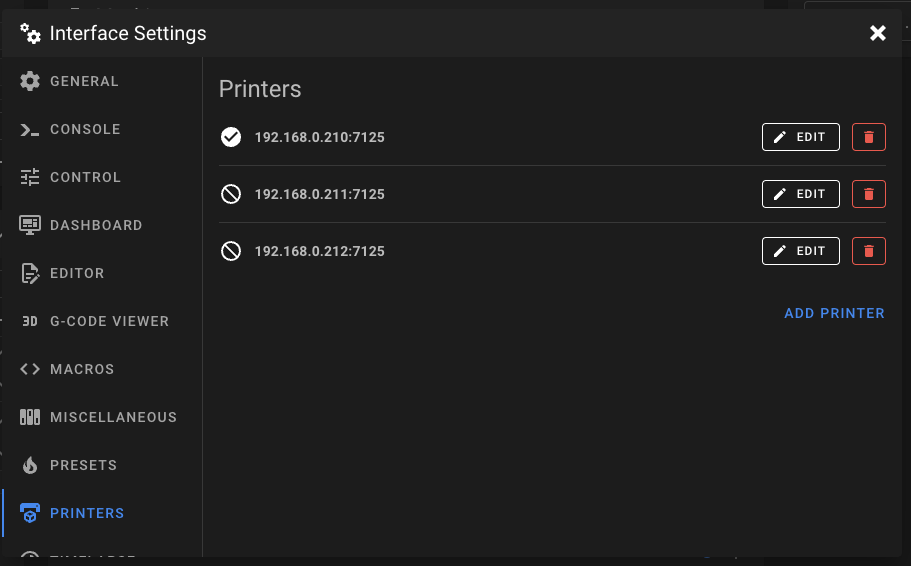 Interface Settings
GENERAL
CONSOLE
CONTROL
DASHBOARD
EDITOR
3D G-CODE VIEWER
MACROS
MISCELLANEOUS
PRESETS
PRINTERS
Printers
192.168.0.210:7125 EDIT
192.168.0.211:7125 EDIT
192.168.0.212:7125 EDIT
ADD PRINTER